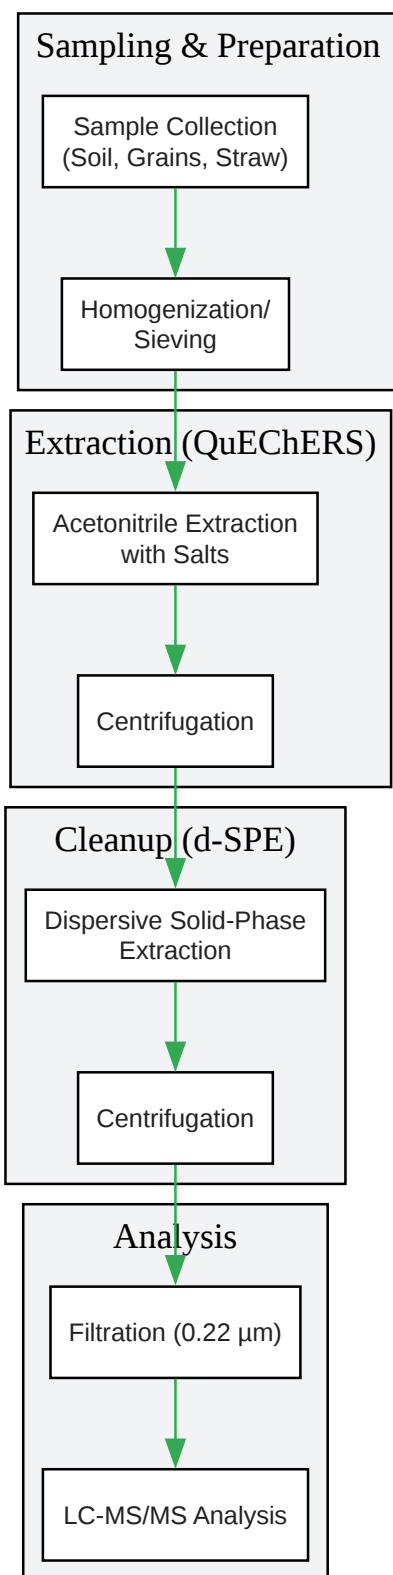 Sampling & Preparation
Sample Collection
(Soil, Grains, Straw)
Homogenization/
Sieving
Extraction (QuEChERS)
Acetonitrile Extraction
with Salts
Centrifugation
Cleanup (d-SPE)
Dispersive Solid-Phase
Extraction
Centrifugation
Analysis
Filtration (0.22 µm)
LC-MS/MS Analysis